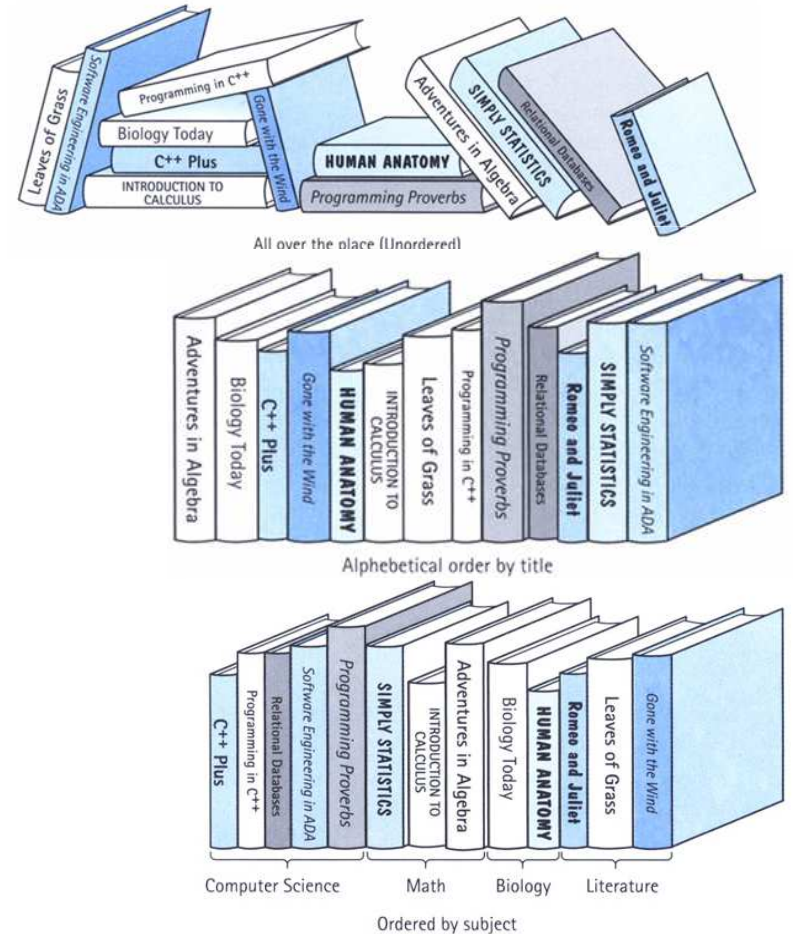 Leaves of Grass
Software Engineering in ADA
Programming in C++
Biology Today
C++ Plus
INTRODUCTION TO
CALCULUS
Gone with the Wind
HUMAN ANATOMY
Programming Proverbs
Adventures in Algebra
SIMPLY STATISTICS
Relational Databases
Romeo and Juliet
All over the place (Unordered)
Adventures in Algebra
Biology Today
C++ Plus
Gone with the Wind
HUMAN ANATOMY
INTRODUCTION TO
CALCULUS
Leaves of Grass
Programming in C++
Programming Proverbs
Relational Databases
Romeo and Juliet
SIMPLY STATISTICS
Software Engineering in ADA
Alphebetical order by title
C++ Plus
Programming in C++
Relational Databases
Software Engineering in ADA
Programming Proverbs
SIMPLY STATISTICS
INTRODUCTION TO
CALCULUS
Adventures in Algebra
Biology Today
HUMAN ANATOMY
Romeo and Juliet
Leaves of Grass
Gone with the Wind
Computer Science
Math
Biology
Literature
Ordered by subject